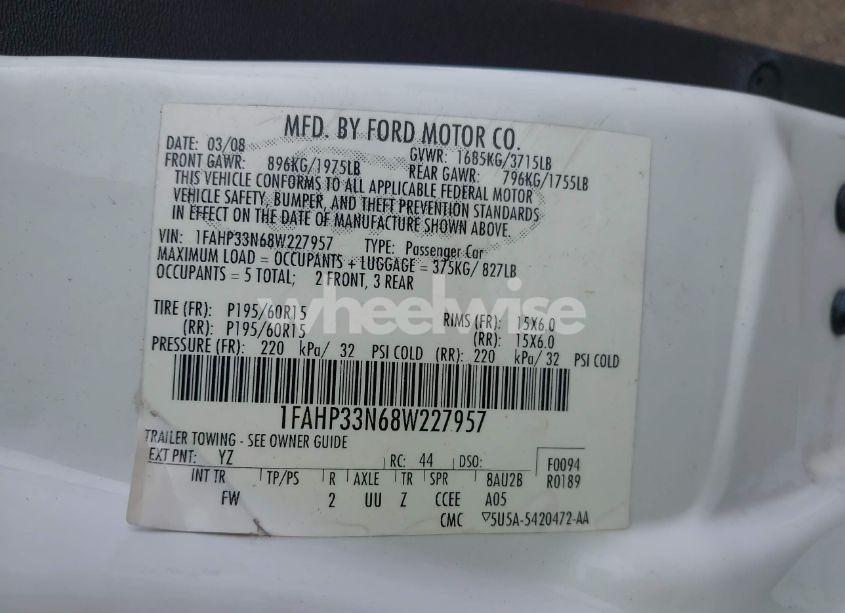 MFD. BY FORD MOTOR CO.
DATE: 03/08 GVWR: 1685KG/3715LB
FRONT GAWR: 896KG/1975LB REAR GAWR: 796KG/1755LB
THIS VEHICLE CONFORMS TO ALL APPLICABLE FEDERAL MOTOR
VEHICLE SAFETY, BUMPER, AND THEFT PREVENTION STANDARDS
IN EFFECT ON THE DATE OF MANUFACTURE SHOWN ABOVE.
VIN: 1FAHP33N68W227957 TYPE: Passenger Car
MAXIMUM LOAD = OCCUPANTS + LUGGAGE = 375KG/ 827LB
OCCUPANTS = 5 TOTAL; 2 FRONT, 3 REAR
wheelwise
TIRE (FR): P195/60R15 RIMS (FR): 15X6.0
(RR): P195/60R15 (RR): 15X6.0
PRESSURE (FR): 220 kPa/ 32 PSI COLD (RR): 220 kPa/ 32 PSI COLD
1FAHP33N68W227957
TRAILER TOWING - SEE OWNER GUIDE
EXT PNT: YZ RC: 44 DSO: F0094
INT TR TP/PS R AXLE TR SPR 8AU2B R0189
FW 2 UU Z CCEE A05
CMC ▽5U5A-5420472-AA